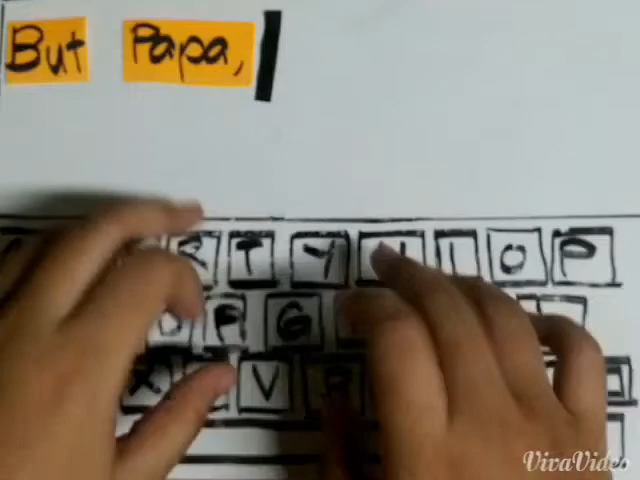 But Papa,
R T Y U I O P
D F G
X V B
VivaVideo